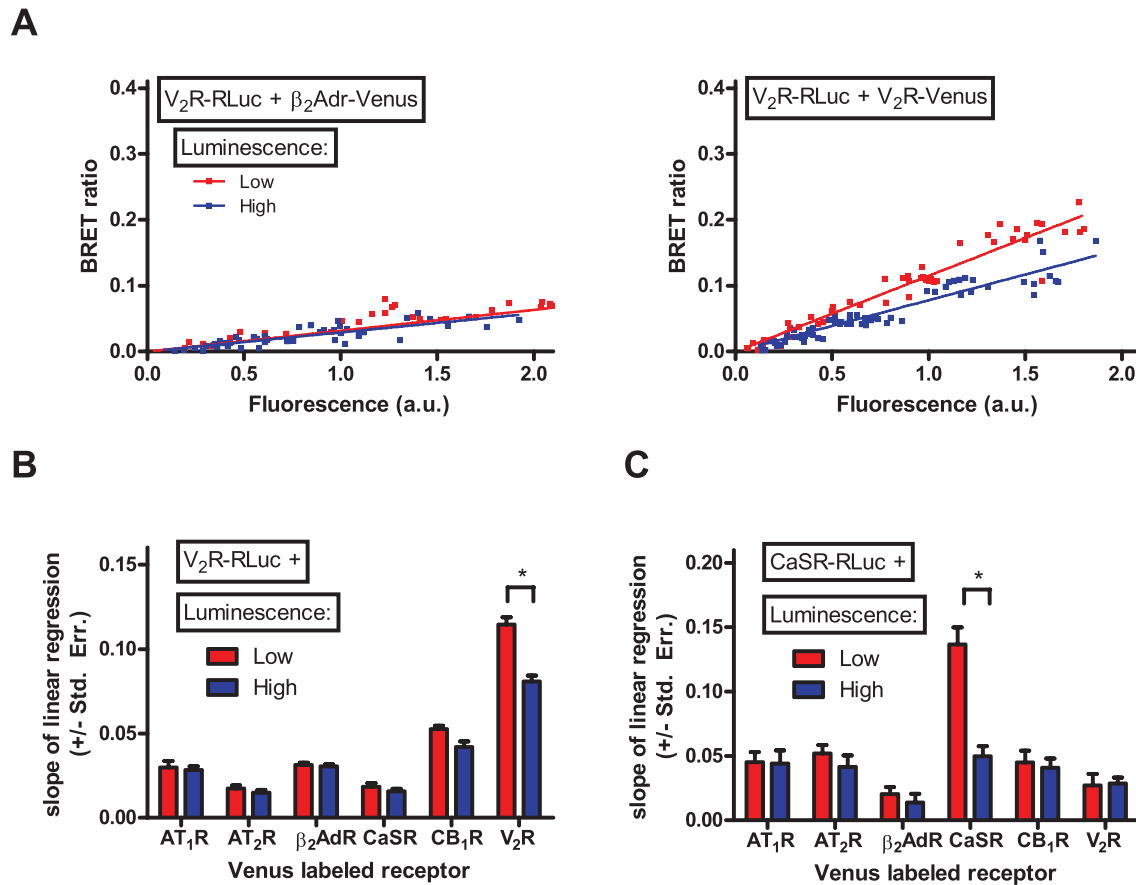 A
V₂R-RLuc + β₂Adr-Venus
Luminescence:
Low
High
BRET ratio
0.4
0.3
0.2
0.1
0.0
0.0 0.5 1.0 1.5 2.0
Fluorescence (a.u.)
V₂R-RLuc + V₂R-Venus
BRET ratio
0.4
0.3
0.2
0.1
0.0
0.0 0.5 1.0 1.5 2.0
Fluorescence (a.u.)
B
V₂R-RLuc +
Luminescence:
Low
High
*
slope of linear regression
(+/- Std. Err.)
0.15
0.10
0.05
0.00
AT₁R AT₂R β₂AdR CaSR CB₁R V₂R
Venus labeled receptor
C
CaSR-RLuc +
Luminescence:
Low
High
*
slope of linear regression
(+/- Std. Err.)
0.20
0.15
0.10
0.05
0.00
AT₁R AT₂R β₂AdR CaSR CB₁R V₂R
Venus labeled receptor